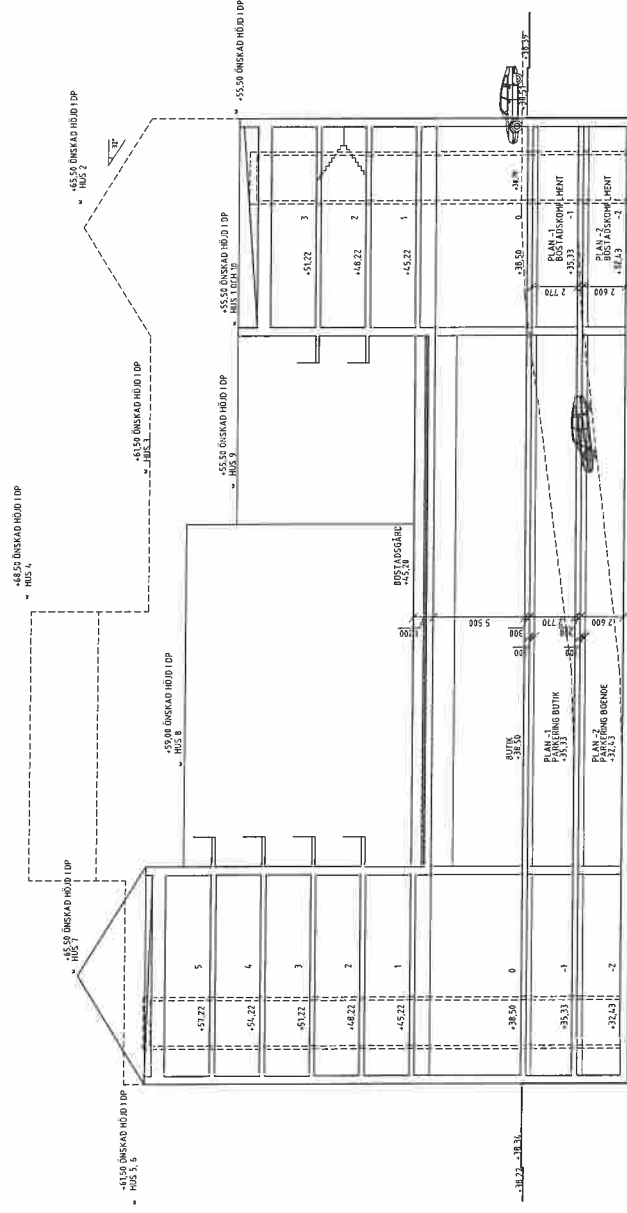 +68,50 ÖNSKAD HÖJD I DP
HUS 4
+65,50 ÖNSKAD HÖJD I DP
HUS 2
32°
+61,50 ÖNSKAD HÖJD I DP
HUS 3
+65,50 ÖNSKAD HÖJD I DP
HUS 7
+61,50 ÖNSKAD HÖJD I DP
HUS 5, 6
+59,00 ÖNSKAD HÖJD I DP
HUS 8
+55,50 ÖNSKAD HÖJD I DP
HUS 9
+55,50 ÖNSKAD HÖJD I DP
HUS 1 OCH 10
+55,50 ÖNSKAD HÖJD I DP
+57,22 5
+54,22 4
+51,22 3
+48,22 2
+45,22 1
+38,50 0
+35,33 -1
+32,43 -2
+38,22 +38,34
BOSTADSGÅRD
+45,20
5 500
300
2 600
BUTIK
+38,50
PLAN -1
PARKERING BUTIK
+35,33
PLAN -2
PARKERING BOENDE
+32,43
+51,22 3
+48,22 2
+45,22 1
+38,50 0
+38,51
+38,39
PLAN -1
BOSTADSKOMPLMENT
+35,33 -1
PLAN -2
BOSTADSKOMPLMENT
+32,43 -2
2 770
2 600